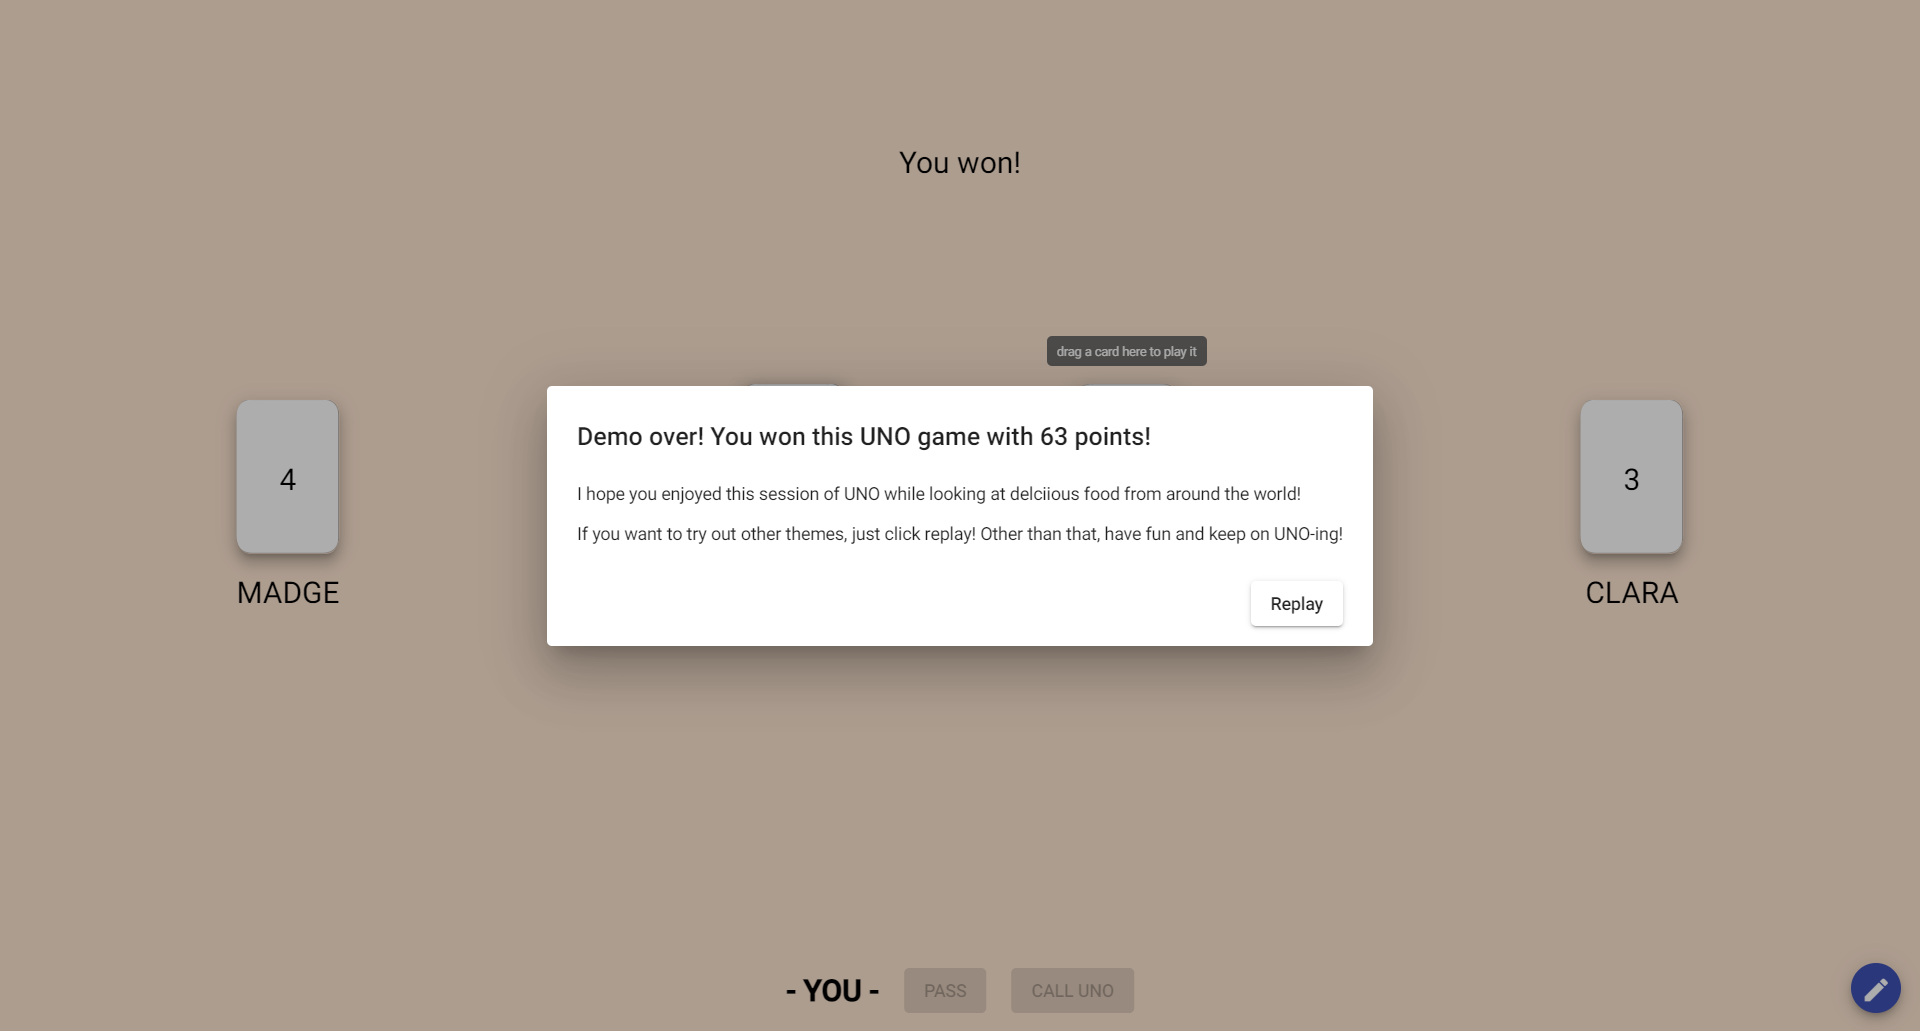 You won!
drag a card here to play it
4
MADGE
Demo over! You won this UNO game with 63 points!
I hope you enjoyed this session of UNO while looking at delciious food from around the world!
If you want to try out other themes, just click replay! Other than that, have fun and keep on UNO-ing!
Replay
3
CLARA
- YOU -
PASS
CALL UNO